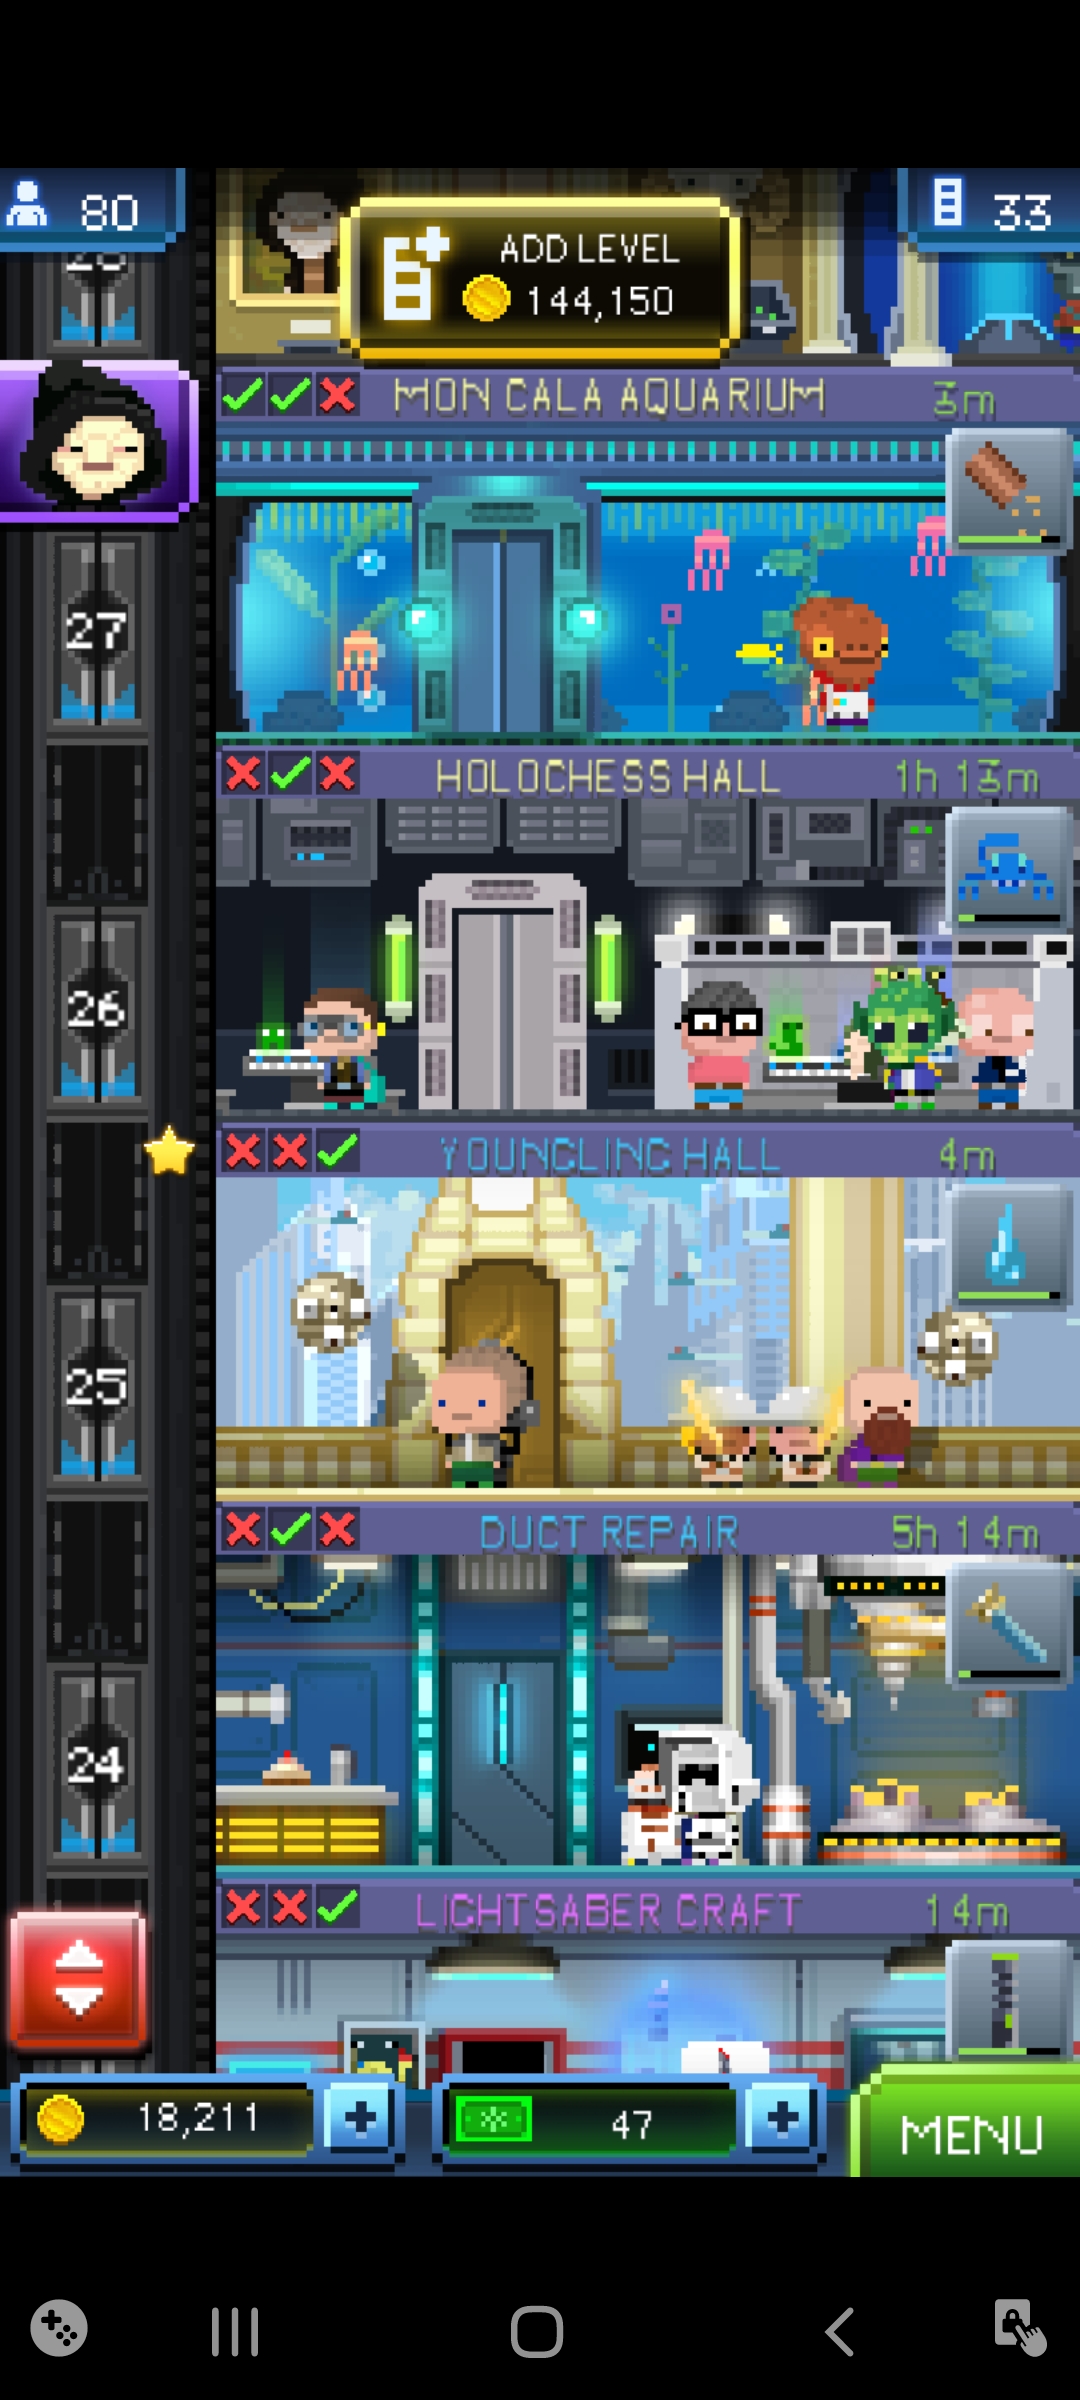 80
33
ADD LEVEL
144,150
MON CALA AQUARIUM 3m
27
HOLOCHESS HALL 1h 13m
26
YOUNGLING HALL 4m
25
DUCT REPAIR 5h 14m
24
LIGHTSABER CRAFT 14m
18,211
47
MENU